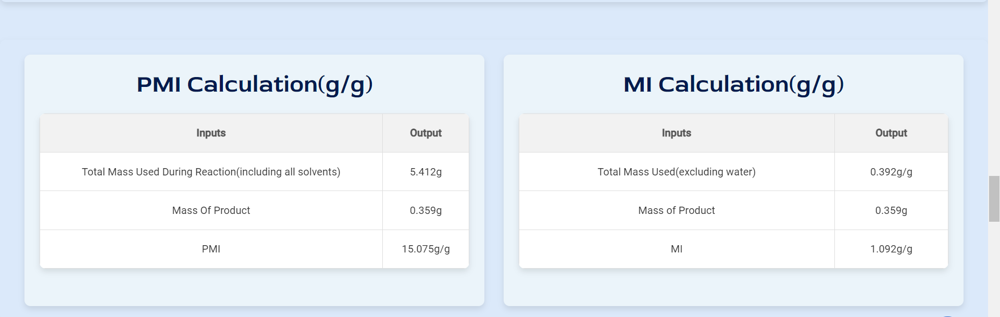 PMI Calculation(g/g)
Inputs Output
Total Mass Used During Reaction(including all solvents) 5.412g
Mass Of Product 0.359g
PMI 15.075g/g
MI Calculation(g/g)
Inputs Output
Total Mass Used(excluding water) 0.392g/g
Mass of Product 0.359g
MI 1.092g/g